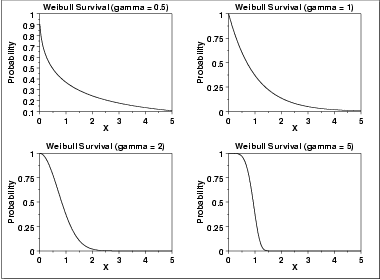 Weibull Survival (gamma = 0.5)
1
0.9
0.8
0.7
0.6
0.5
0.4
0.3
0.2
0.1
Probability
0 1 2 3 4 5
X
Weibull Survival (gamma = 1)
1
0.75
0.5
0.25
0
Probability
0 1 2 3 4 5
X
Weibull Survival (gamma = 2)
1
0.75
0.5
0.25
0
Probability
0 1 2 3 4 5
X
Weibull Survival (gamma = 5)
1
0.75
0.5
0.25
0
Probability
0 1 2 3 4 5
X